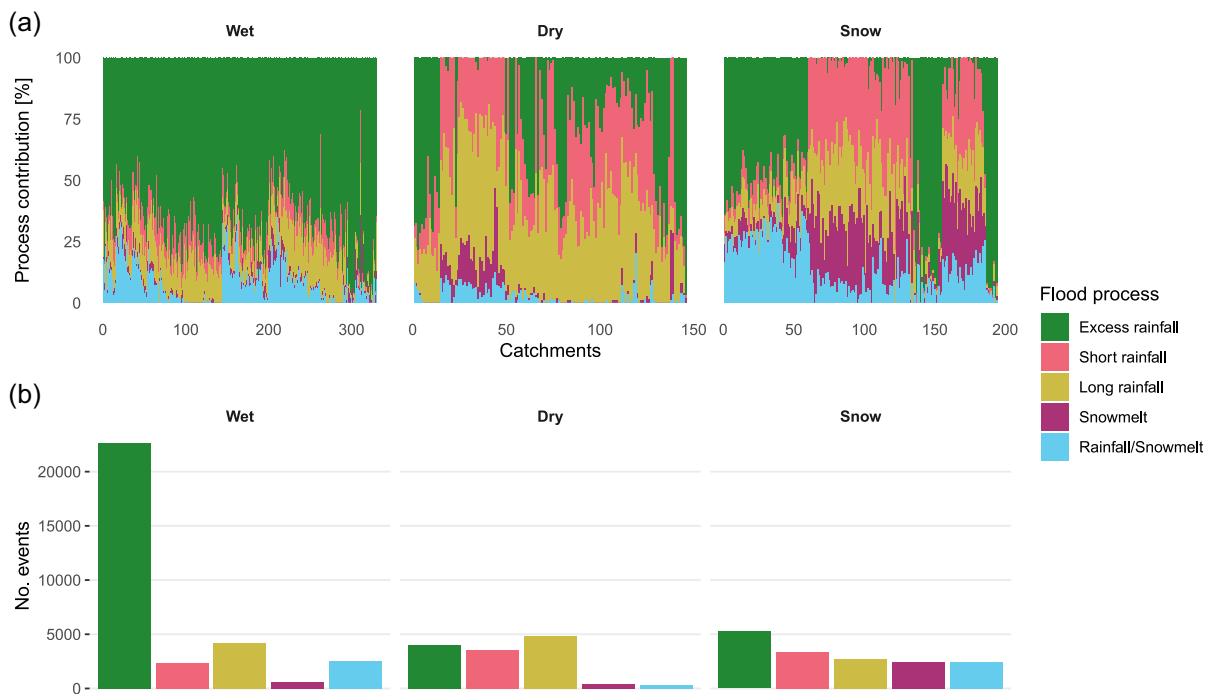 (a)
Wet Dry Snow
Process contribution [%]
100
75
50
25
0
0 100 200 300 0 50 100 150 0 50 100 150 200
Catchments
Flood process
Excess rainfall
Short rainfall
Long rainfall
Snowmelt
Rainfall/Snowmelt
(b)
Wet Dry Snow
No. events
20000
15000
10000
5000
0